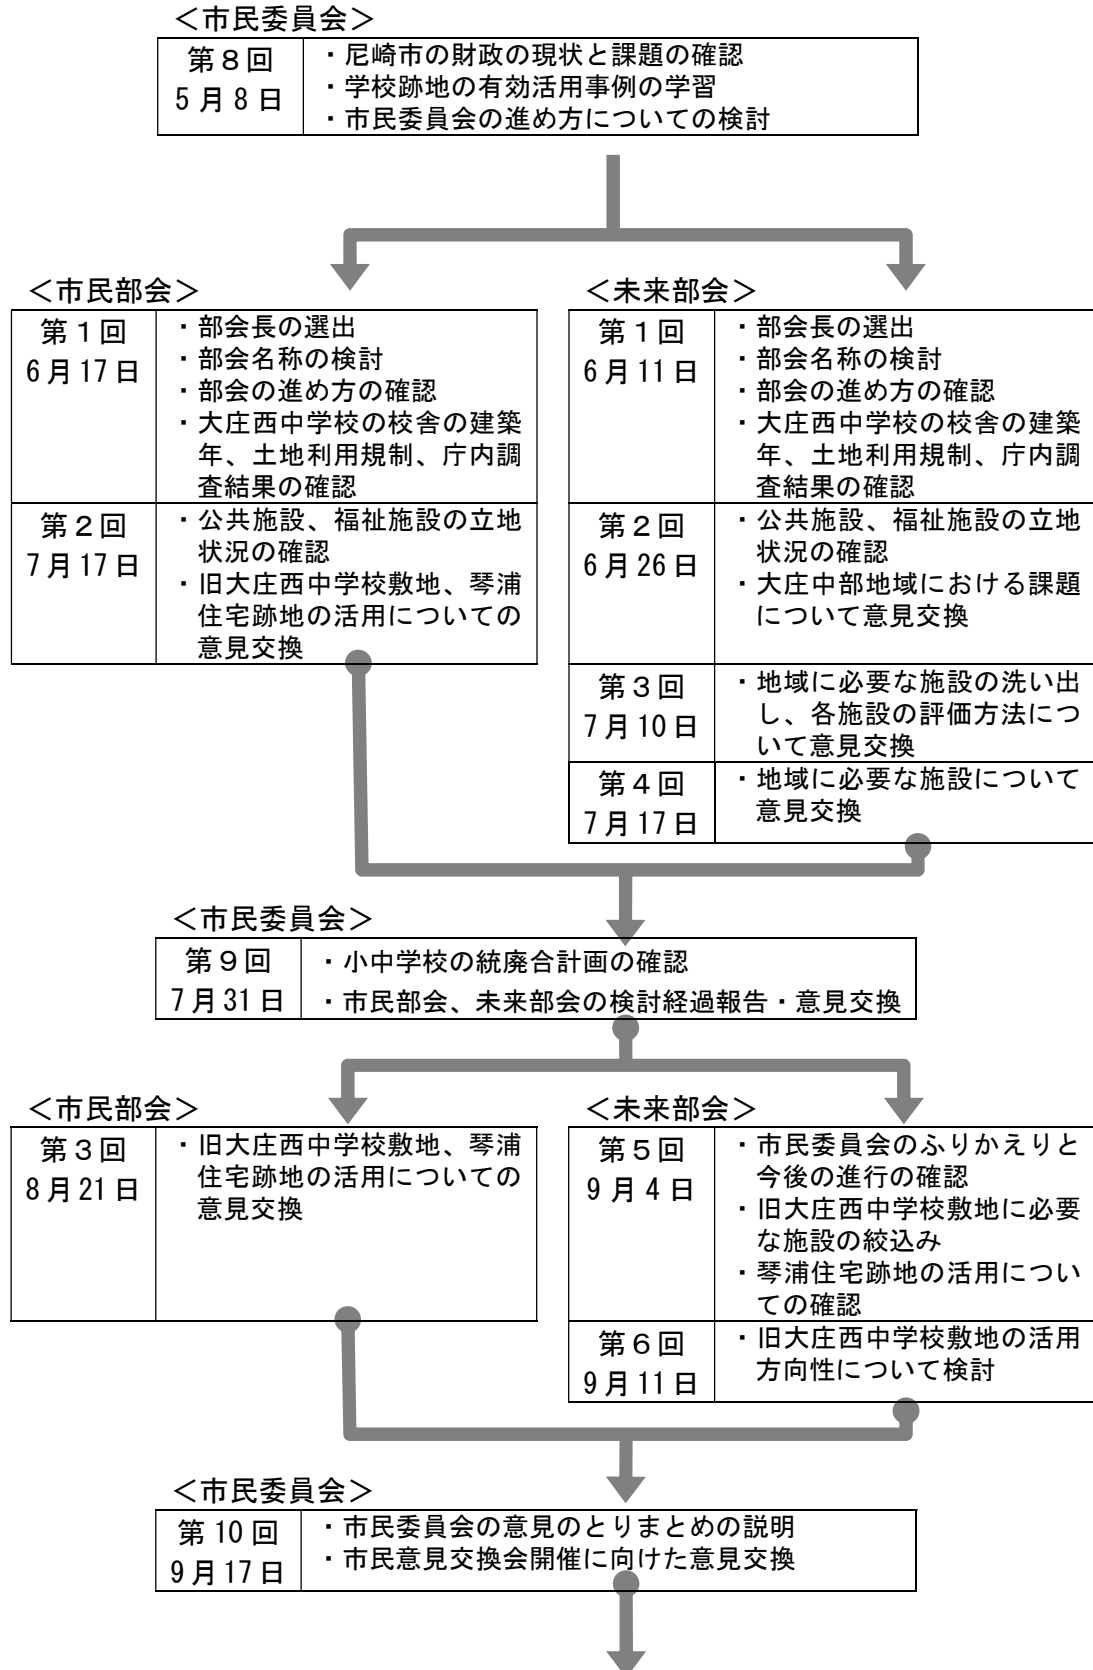 ＜市民委員会＞
第８回
5月8日
・尼崎市の財政の現状と課題の確認
・学校跡地の有効活用事例の学習
・市民委員会の進め方についての検討
＜市民部会＞
第１回
6月17日
・部会長の選出
・部会名称の検討
・部会の進め方の確認
・大庄西中学校の校舎の建築
年、土地利用規制、庁内調
査結果の確認
第２回
7月17日
・公共施設、福祉施設の立地
状況の確認
・旧大庄西中学校敷地、琴浦
住宅跡地の活用についての
意見交換
＜未来部会＞
第１回
6月11日
・部会長の選出
・部会名称の検討
・部会の進め方の確認
・大庄西中学校の校舎の建築
年、土地利用規制、庁内調
査結果の確認
第２回
6月26日
・公共施設、福祉施設の立地
状況の確認
・大庄中部地域における課題
について意見交換
第３回
7月10日
・地域に必要な施設の洗い出
し、各施設の評価方法につ
いて意見交換
第４回
7月17日
・地域に必要な施設について
意見交換
＜市民委員会＞
第９回
7月31日
・小中学校の統廃合計画の確認
・市民部会、未来部会の検討経過報告・意見交換
＜市民部会＞
第３回
8月21日
・旧大庄西中学校敷地、琴浦
住宅跡地の活用についての
意見交換
＜未来部会＞
第５回
9月4日
・市民委員会のふりかえりと
今後の進行の確認
・旧大庄西中学校敷地に必要
な施設の絞込み
・琴浦住宅跡地の活用につい
ての確認
第６回
9月11日
・旧大庄西中学校敷地の活用
方向性について検討
＜市民委員会＞
第10回
9月17日
・市民委員会の意見のとりまとめの説明
・市民意見交換会開催に向けた意見交換